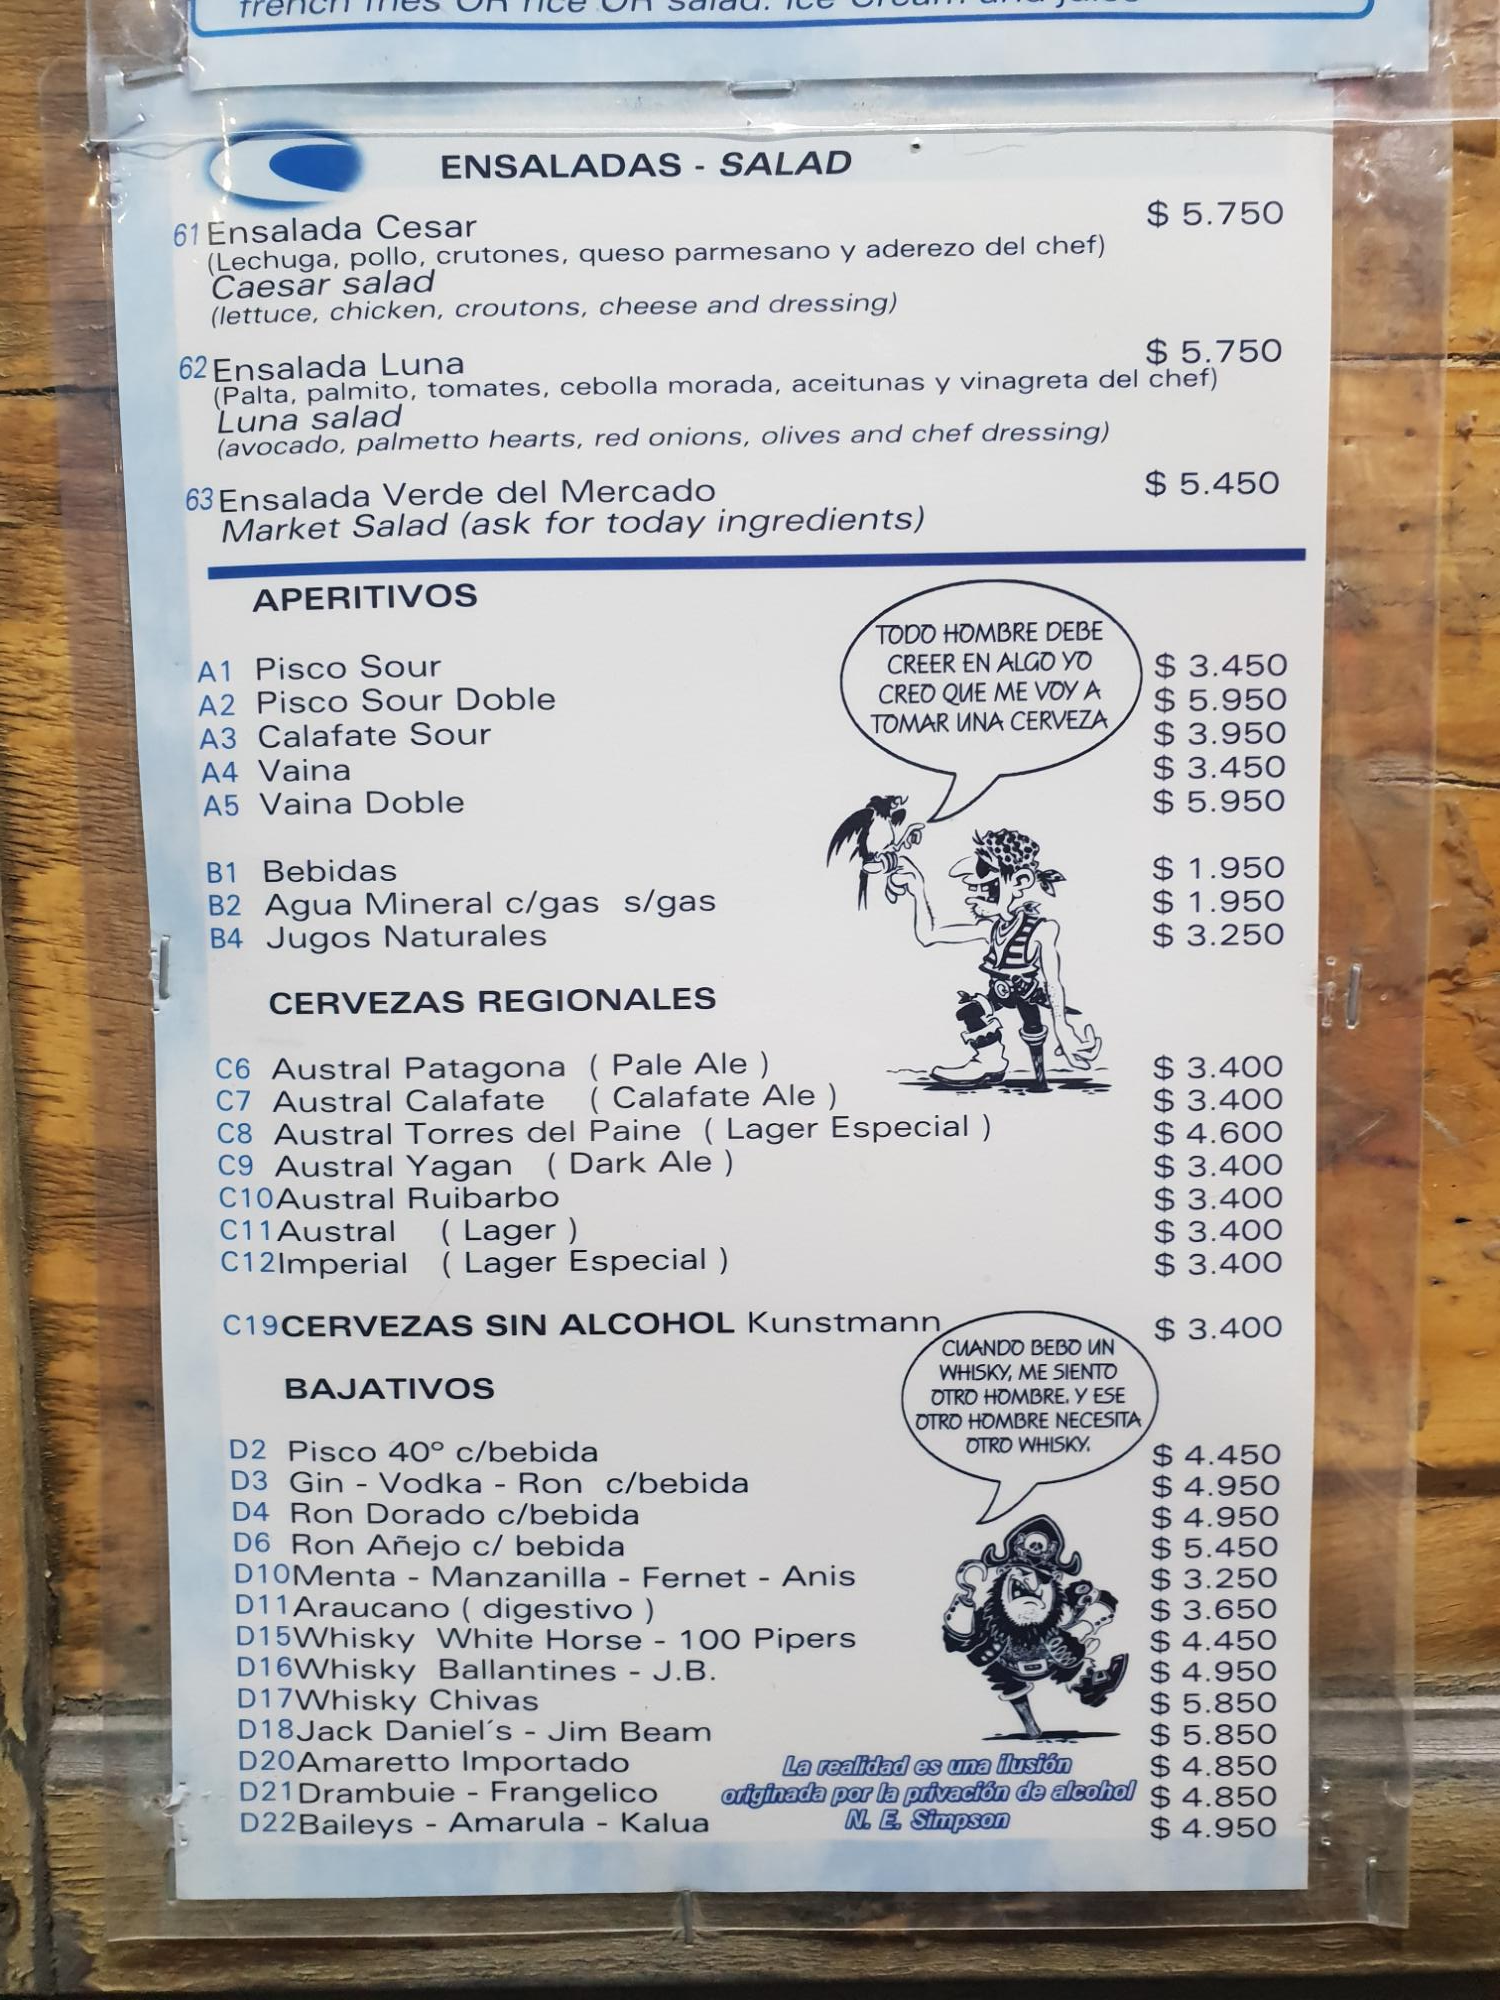 french fries OR rice OR salad. Ice Cream and juice
ENSALADAS - SALAD
61 Ensalada Cesar $ 5.750
(Lechuga, pollo, crutones, queso parmesano y aderezo del chef)
Caesar salad
(lettuce, chicken, croutons, cheese and dressing)
62 Ensalada Luna $ 5.750
(Palta, palmito, tomates, cebolla morada, aceitunas y vinagreta del chef)
Luna salad
(avocado, palmetto hearts, red onions, olives and chef dressing)
63 Ensalada Verde del Mercado $ 5.450
Market Salad (ask for today ingredients)
APERITIVOS
TODO HOMBRE DEBE
CREER EN ALGO YO
CREO QUE ME VOY A
TOMAR UNA CERVEZA
A1 Pisco Sour $ 3.450
A2 Pisco Sour Doble $ 5.950
A3 Calafate Sour $ 3.950
A4 Vaina $ 3.450
A5 Vaina Doble $ 5.950
B1 Bebidas $ 1.950
B2 Agua Mineral c/gas s/gas $ 1.950
B4 Jugos Naturales $ 3.250
CERVEZAS REGIONALES
C6 Austral Patagona ( Pale Ale ) $ 3.400
C7 Austral Calafate ( Calafate Ale ) $ 3.400
C8 Austral Torres del Paine ( Lager Especial ) $ 4.600
C9 Austral Yagan ( Dark Ale ) $ 3.400
C10 Austral Ruibarbo $ 3.400
C11 Austral ( Lager ) $ 3.400
C12 Imperial ( Lager Especial ) $ 3.400
C19 CERVEZAS SIN ALCOHOL Kunstmann $ 3.400
CUANDO BEBO UN
WHISKY, ME SIENTO
OTRO HOMBRE. Y ESE
OTRO HOMBRE NECESITA
OTRO WHISKY.
BAJATIVOS
D2 Pisco 40º c/bebida $ 4.450
D3 Gin - Vodka - Ron c/bebida $ 4.950
D4 Ron Dorado c/bebida $ 4.950
D6 Ron Añejo c/ bebida $ 5.450
D10 Menta - Manzanilla - Fernet - Anis $ 3.250
D11 Araucano ( digestivo ) $ 3.650
D15 Whisky White Horse - 100 Pipers $ 4.450
D16 Whisky Ballantines - J.B. $ 4.950
D17 Whisky Chivas $ 5.850
D18 Jack Daniel´s - Jim Beam $ 5.850
D20 Amaretto Importado $ 4.850
D21 Drambuie - Frangelico $ 4.850
D22 Baileys - Amarula - Kalua $ 4.950
La realidad es una ilusión
originada por la privación de alcohol
N. E. Simpson